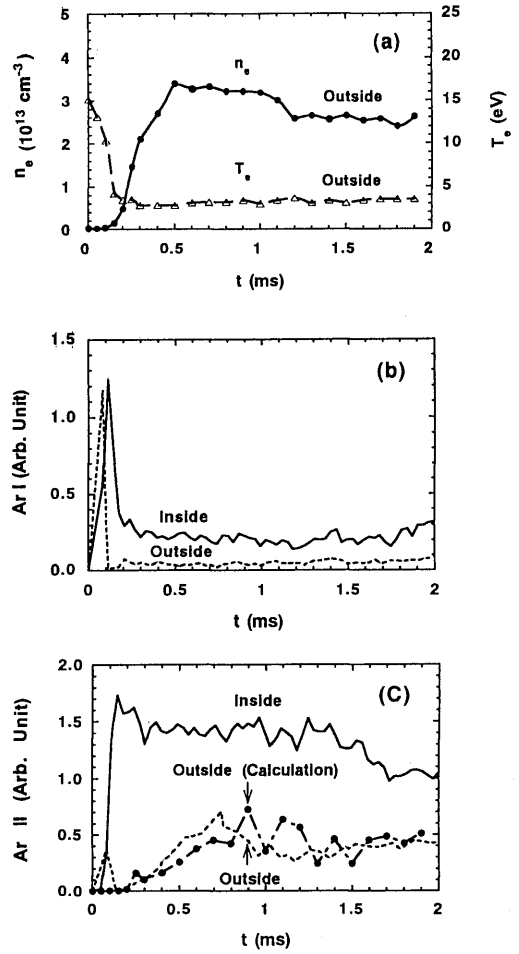 (a)
5
4
3
2
1
0
n_e (10^13 cm^-3)
25
20
15
10
5
0
T_e (eV)
n_e
Outside
T_e
Outside
0 0.5 1 1.5 2
t (ms)
(b)
1.5
1.0
0.5
0.0
Ar I (Arb. Unit)
Inside
Outside
0 0.5 1 1.5 2
t (ms)
(C)
2.0
1.5
1.0
0.5
0.0
Ar II (Arb. Unit)
Inside
Outside (Calculation)
Outside
0 0.5 1 1.5 2
t (ms)